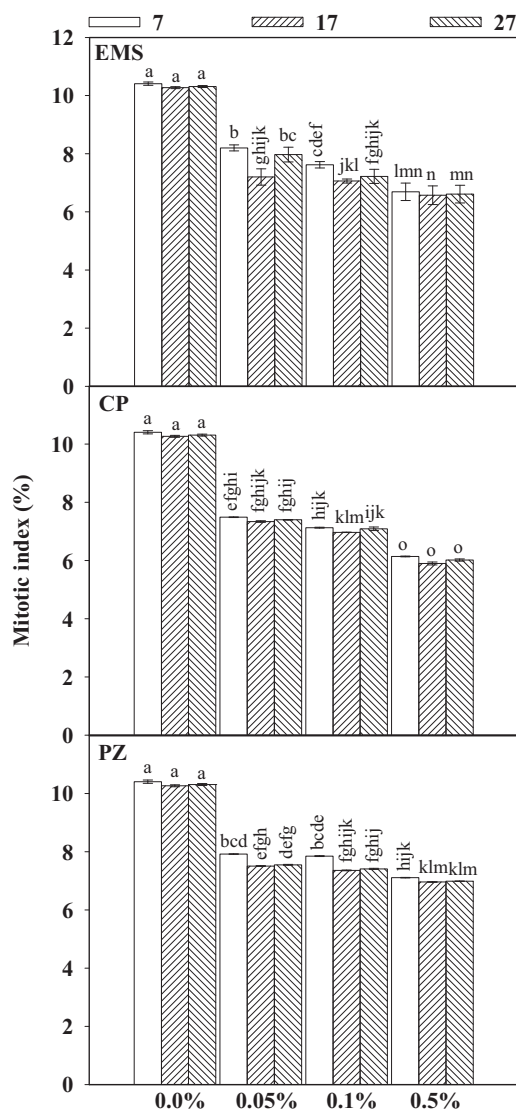 7 17 27
12
EMS
a a a
10
b ghijk bc cdef jkl fghijk
8
lmn n mn
6
4
2
0
CP
a a a
10
efghi fghijk fghij hijk klm ijk
8
o o o
6
4
2
0
Mitotic index (%)
PZ
a a a
10
bcd efgh defg bcde fghijk fghij hijk klm klm
8
6
4
2
0
0.0% 0.05% 0.1% 0.5%